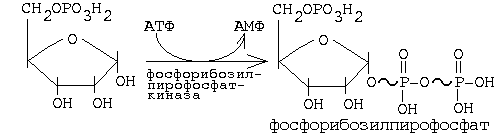 CH₂OPO₃H₂
O
OH
OH OH
АТФ АМФ
фосфорибозил-
пирофосфат-
киназа
CH₂OPO₃H₂
O
O O
O P O P OH
OH OH OH OH
фосфорибозилпирофосфат